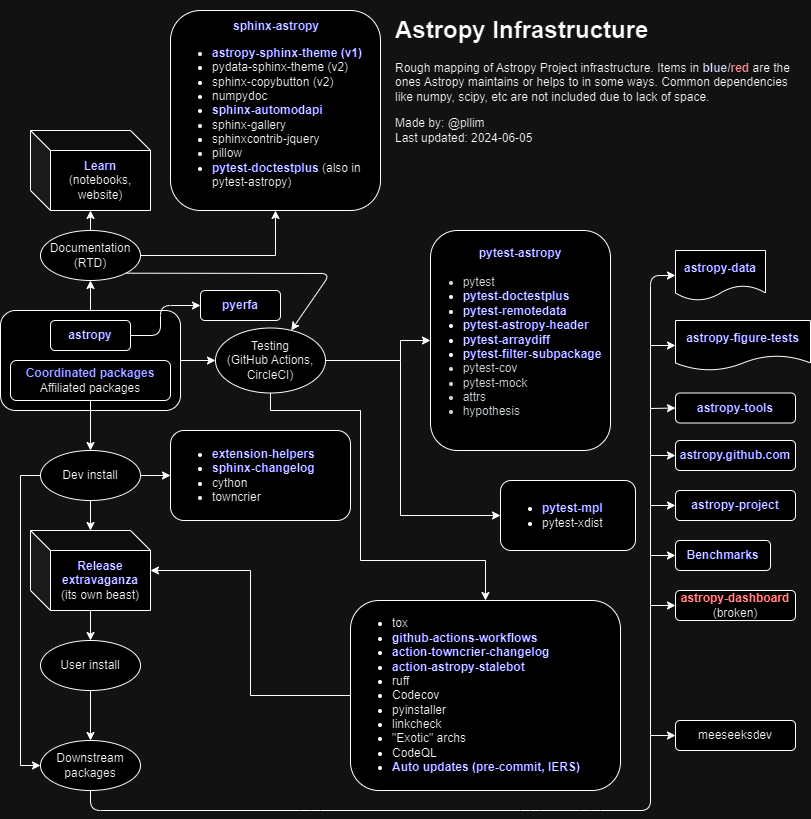 Astropy Infrastructure
Rough mapping of Astropy Project infrastructure. Items in blue/red are the
ones Astropy maintains or helps to in some ways. Common dependencies
like numpy, scipy, etc are not included due to lack of space.
Made by: @pllim
Last updated: 2024-06-05
sphinx-astropy
astropy-sphinx-theme (v1)
pydata-sphinx-theme (v2)
sphinx-copybutton (v2)
numpydoc
sphinx-automodapi
sphinx-gallery
sphinxcontrib-jquery
pillow
pytest-doctestplus (also in
pytest-astropy)
Learn
(notebooks,
website)
Documentation
(RTD)
pyerfa
astropy
Coordinated packages
Affiliated packages
Testing
(GitHub Actions,
CircleCI)
pytest-astropy
pytest
pytest-doctestplus
pytest-remotedata
pytest-astropy-header
pytest-arraydiff
pytest-filter-subpackage
pytest-cov
pytest-mock
attrs
hypothesis
Dev install
extension-helpers
sphinx-changelog
cython
towncrier
pytest-mpl
pytest-xdist
Release
extravaganza
(its own beast)
User install
Downstream
packages
tox
github-actions-workflows
action-towncrier-changelog
action-astropy-stalebot
ruff
Codecov
pyinstaller
linkcheck
"Exotic" archs
CodeQL
Auto updates (pre-commit, IERS)
astropy-data
astropy-figure-tests
astropy-tools
astropy.github.com
astropy-project
Benchmarks
astropy-dashboard
(broken)
meeseeksdev